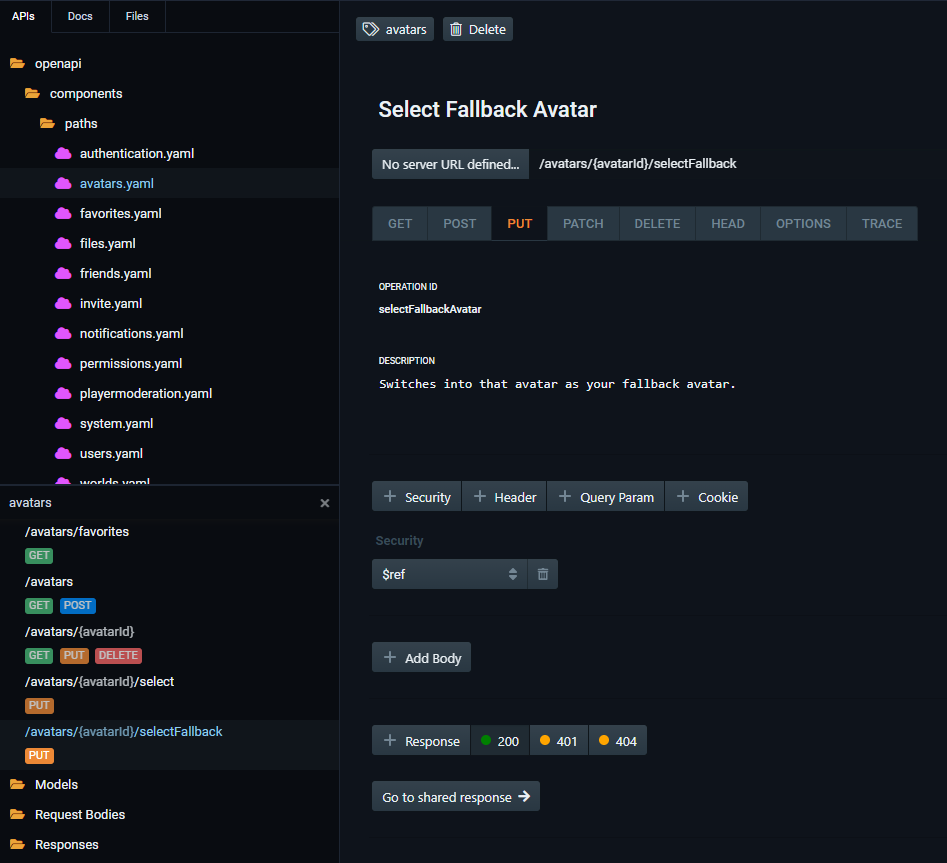 APIs
Docs
Files
openapi
components
paths
authentication.yaml
avatars.yaml
favorites.yaml
files.yaml
friends.yaml
invite.yaml
notifications.yaml
permissions.yaml
playermoderation.yaml
system.yaml
users.yaml
worlds.yaml
avatars
/avatars/favorites
GET
/avatars
GET POST
/avatars/{avatarId}
GET PUT DELETE
/avatars/{avatarId}/select
PUT
/avatars/{avatarId}/selectFallback
PUT
Models
Request Bodies
Responses
avatars
Delete
Select Fallback Avatar
No server URL defined... /avatars/{avatarId}/selectFallback
GET POST PUT PATCH DELETE HEAD OPTIONS TRACE
OPERATION ID
selectFallbackAvatar
DESCRIPTION
Switches into that avatar as your fallback avatar.
Security Header Query Param Cookie
Security
$ref
Add Body
Response 200 401 404
Go to shared response